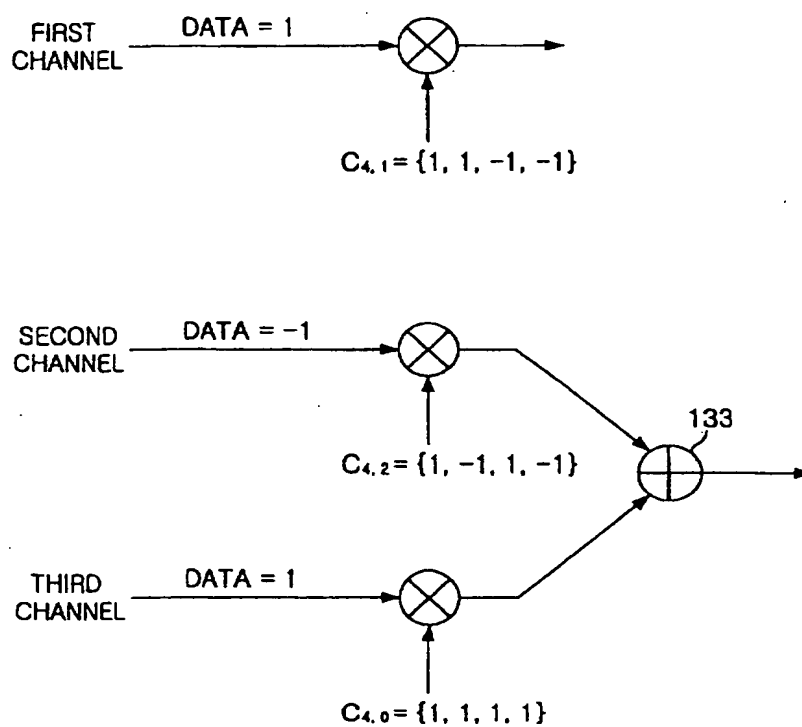 FIRST
CHANNEL
DATA = 1
C4, 1 = {1, 1, -1, -1}
SECOND
CHANNEL
DATA = -1
133
C4, 2 = {1, -1, 1, -1}
THIRD
CHANNEL
DATA = 1
C4, 0 = {1, 1, 1, 1}